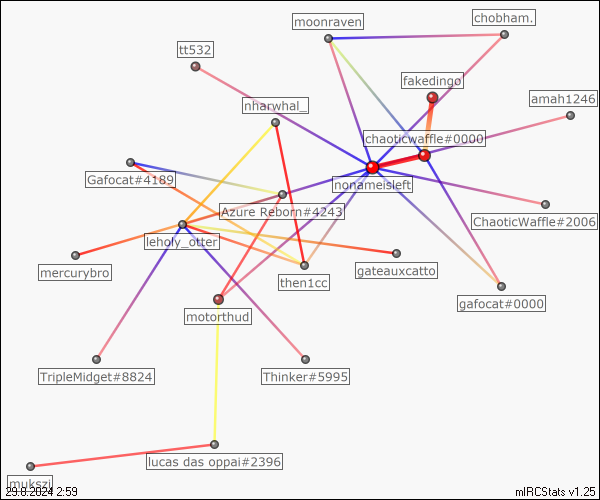 moonraven
chobham.
tt532
fakedingo
nharwhal_
amah1246
chaoticwaffle#0000
Gafocat#4189
nonameisleft
Azure Reborn#4243
ChaoticWaffle#2006
leholy_otter
mercurybro
then1cc
gateauxcatto
gafocat#0000
motorthud
TripleMidget#8824
Thinker#5995
lucas das oppai#2396
mukszi
29.8.2024 2:59
mIRCStats v1.25